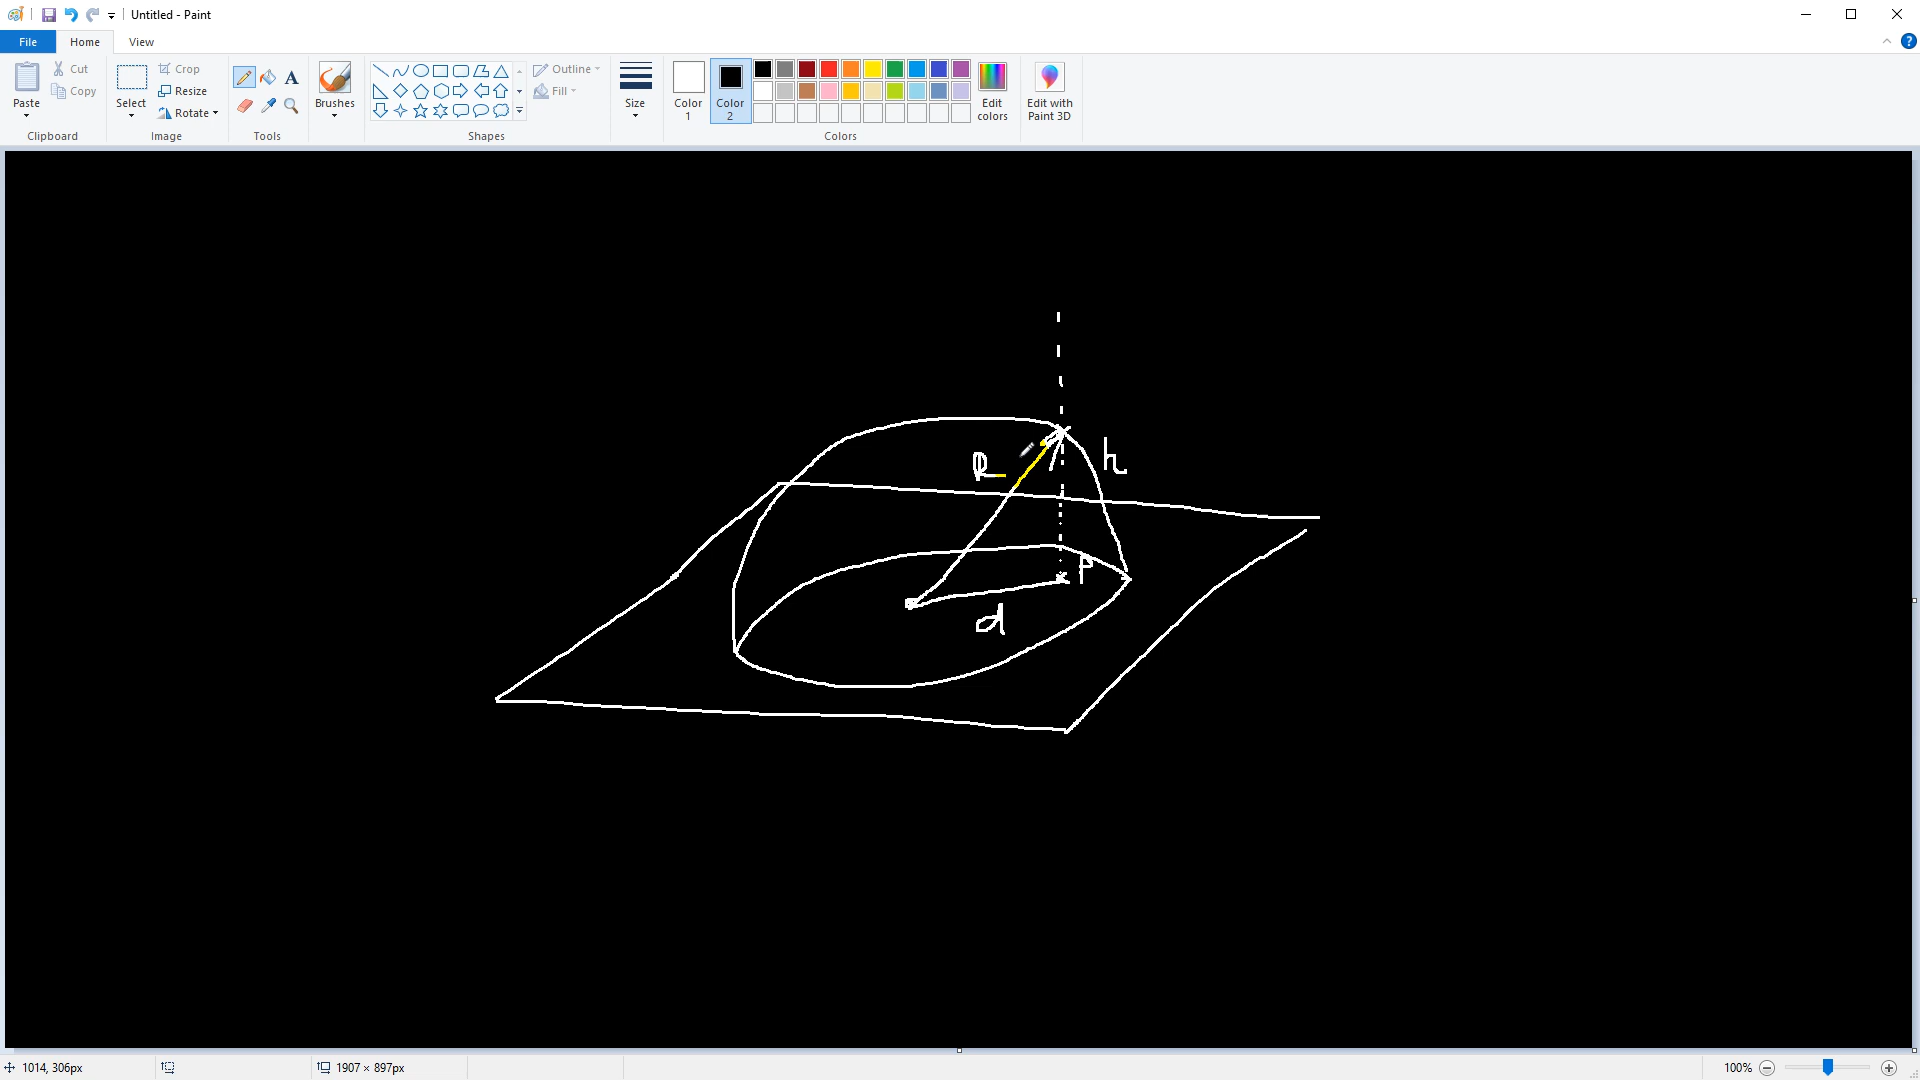 Untitled - Paint
File Home View
Paste
Cut
Copy
Clipboard
Select
Crop
Resize
Rotate
Image
Tools
Brushes
Shapes
Outline
Fill
Size
Color 1
Color 2
Edit colors
Colors
Edit with Paint 3D
R
h
P
d
1014, 306px
1907 × 897px
100%